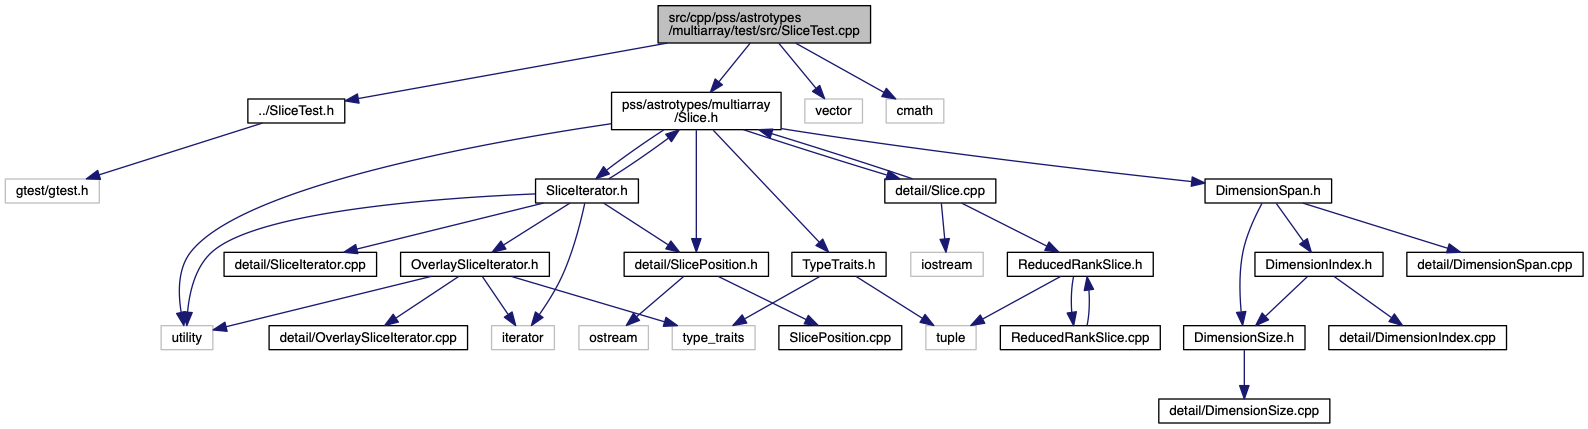 src/cpp/pss/astrotypes
/multiarray/test/src/SliceTest.cpp
../SliceTest.h
pss/astrotypes/multiarray
/Slice.h
vector
cmath
gtest/gtest.h
SliceIterator.h
detail/Slice.cpp
DimensionSpan.h
detail/SliceIterator.cpp
OverlaySliceIterator.h
detail/SlicePosition.h
TypeTraits.h
iostream
ReducedRankSlice.h
DimensionIndex.h
detail/DimensionSpan.cpp
utility
detail/OverlaySliceIterator.cpp
iterator
ostream
type_traits
SlicePosition.cpp
tuple
ReducedRankSlice.cpp
DimensionSize.h
detail/DimensionIndex.cpp
detail/DimensionSize.cpp